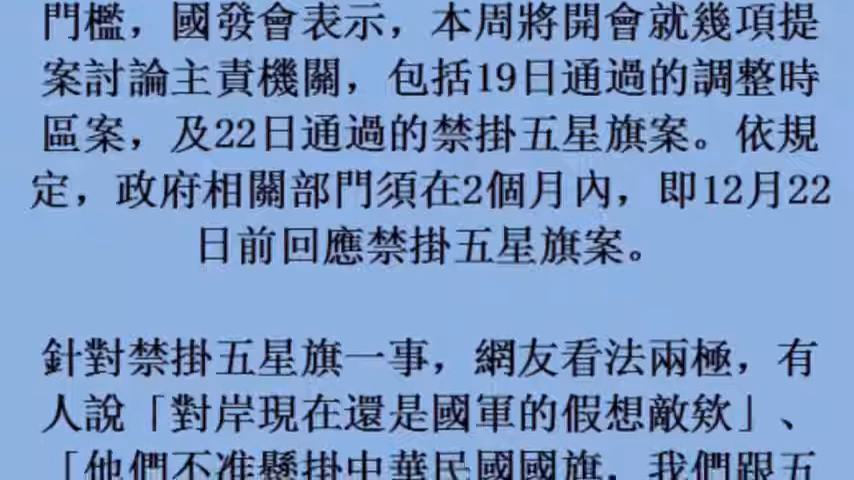 門檻，國發會表示，本周將開會就幾項提
案討論主責機關，包括19日通過的調整時
區案，及22日通過的禁掛五星旗案。依規
定，政府相關部門須在2個月內，即12月22
日前回應禁掛五星旗案。
針對禁掛五星旗一事，網友看法兩極，有
人說「對岸現在還是國軍的假想敵欸」、
「他們不准懸掛中華民國國旗，我們跟五